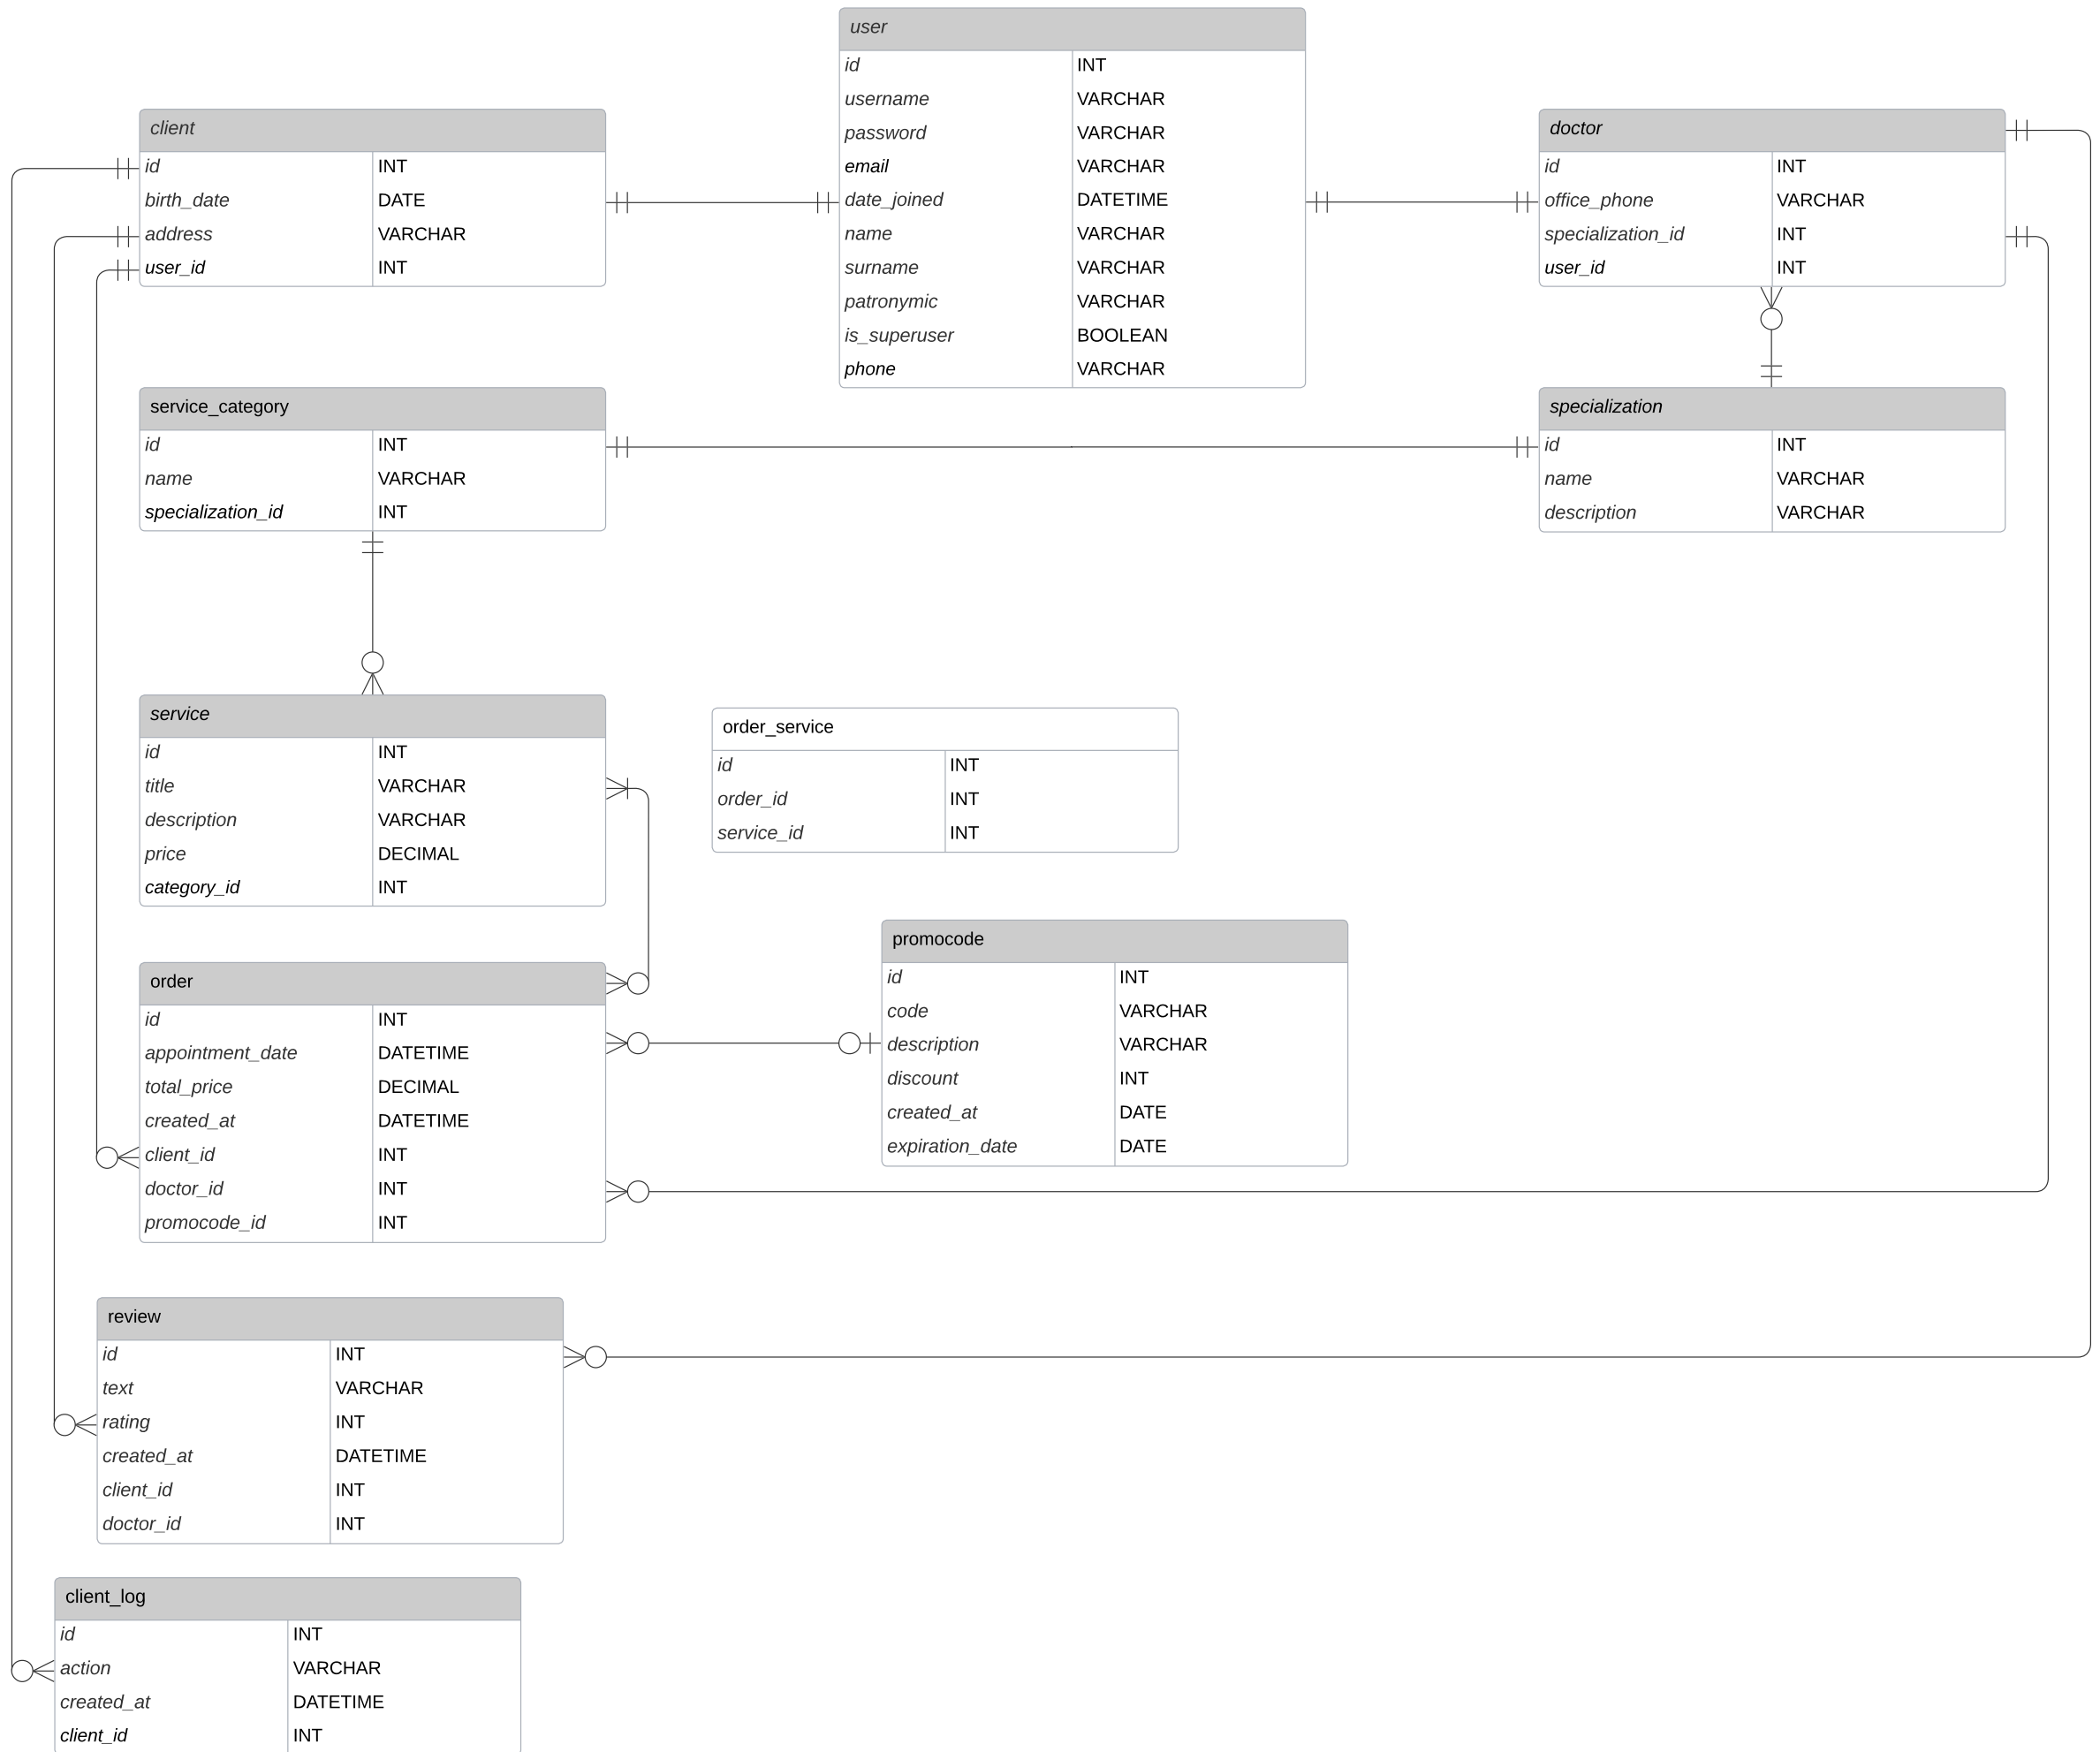 user
id INT
username VARCHAR
password VARCHAR
email VARCHAR
date_joined DATETIME
name VARCHAR
surname VARCHAR
patronymic VARCHAR
is_superuser BOOLEAN
phone VARCHAR
client
id INT
birth_date DATE
address VARCHAR
user_id INT
doctor
id INT
office_phone VARCHAR
specialization_id INT
user_id INT
service_category
id INT
name VARCHAR
specialization_id INT
specialization
id INT
name VARCHAR
description VARCHAR
service
id INT
title VARCHAR
description VARCHAR
price DECIMAL
category_id INT
order_service
id INT
order_id INT
service_id INT
promocode
id INT
code VARCHAR
description VARCHAR
discount INT
created_at DATE
expiration_date DATE
order
id INT
appointment_date DATETIME
total_price DECIMAL
created_at DATETIME
client_id INT
doctor_id INT
promocode_id INT
review
id INT
text VARCHAR
rating INT
created_at DATETIME
client_id INT
doctor_id INT
client_log
id INT
action VARCHAR
created_at DATETIME
client_id INT